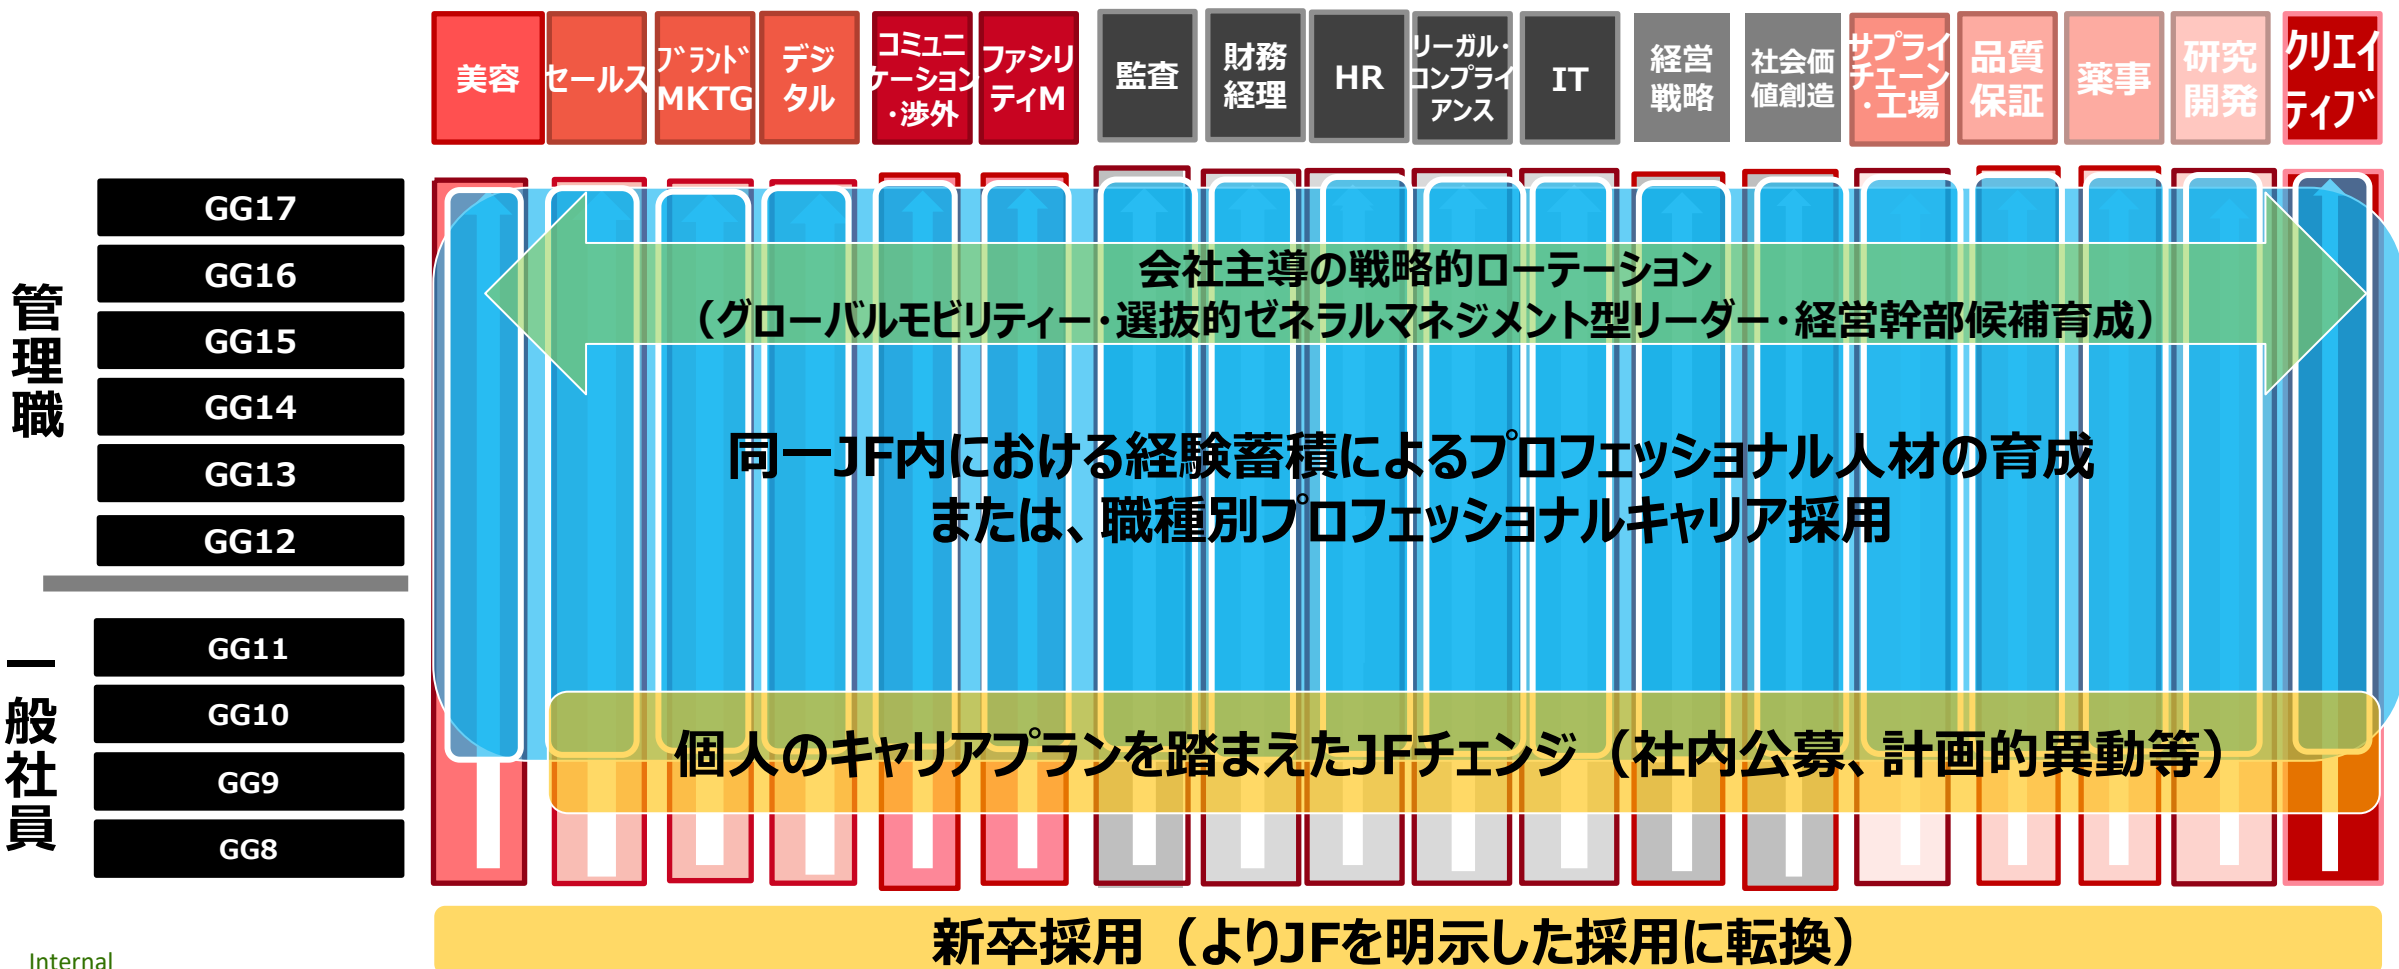 美容
セールス
ブランド
MKTG
デジ
タル
コミュニ
ケーション
・渉外
ファシリ
ティM
監査
財務
経理
HR
リーガル・
コンプライ
アンス
IT
経営
戦略
社会価
値創造
サプライ
チェーン
・工場
品質
保証
薬事
研究
開発
クリエイ
ティブ
管理職
GG17
GG16
GG15
GG14
GG13
GG12
一般社員
GG11
GG10
GG9
GG8
会社主導の戦略的ローテーション
（グローバルモビリティー・選抜的ゼネラルマネジメント型リーダー・経営幹部候補育成）
同一JF内における経験蓄積によるプロフェッショナル人材の育成
または、職種別プロフェッショナルキャリア採用
個人のキャリアプランを踏まえたJFチェンジ（社内公募、計画的異動等）
新卒採用（よりJFを明示した採用に転換）
Internal